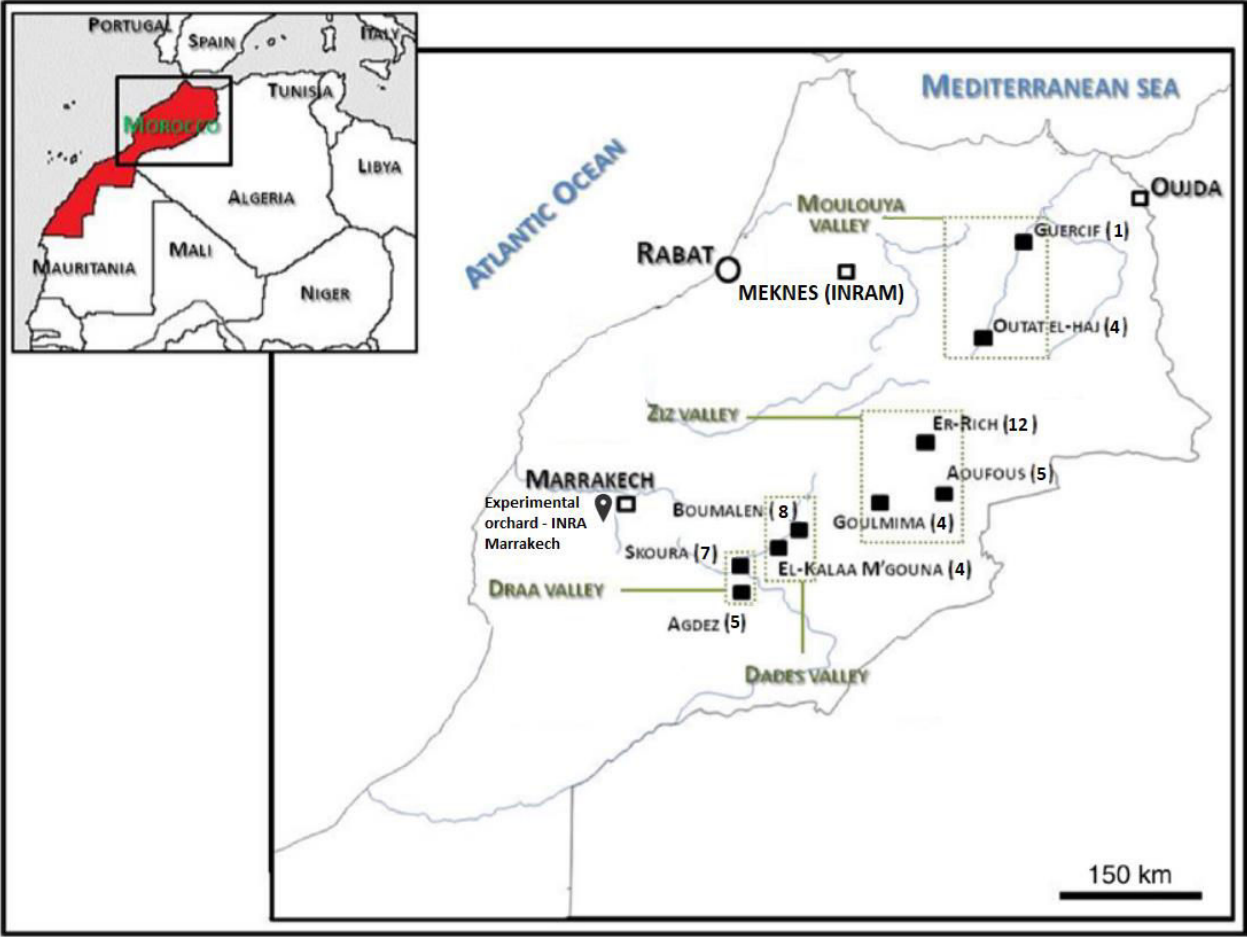 PORTUGAL
SPAIN
ITALY
TUNISIA
MOROCCO
LIBYA
ALGERIA
MALI
MAURITANIA
NIGER
MEDITERRANEAN SEA
ATLANTIC OCEAN
OUJDA
MOULOUYA
VALLEY
GUERCIF (1)
RABAT
MEKNES (INRAM)
OUTAT EL-HAJ (4)
ZIZ VALLEY
ER-RICH (12)
AOUFOUS (5)
MARRAKECH
Experimental
orchard - INRA
Marrakech
BOUMALEN (8)
GOULMIMA (4)
SKOURA (7)
EL-KALAA M'GOUNA (4)
DRAA VALLEY
AGDEZ (5)
DADES VALLEY
150 km